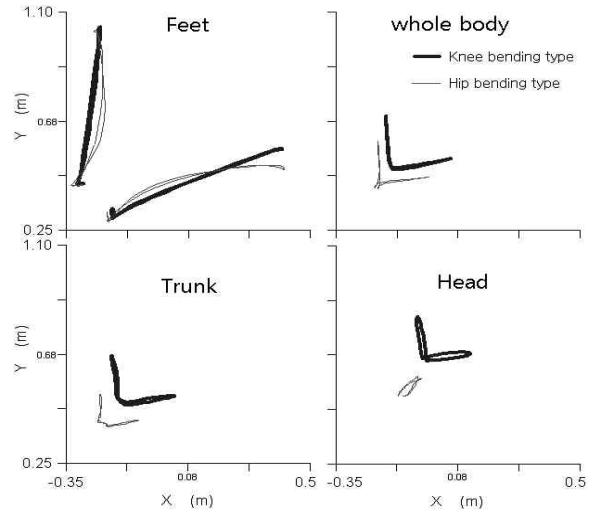 1.10
Feet
whole body
Knee bending type
Hip bending type
Y (m)
0.68
0.25
1.10
Trunk
Head
Y (m)
0.68
0.25
-0.35
0.08
0.5
-0.35
0.08
0.5
X (m)
X (m)